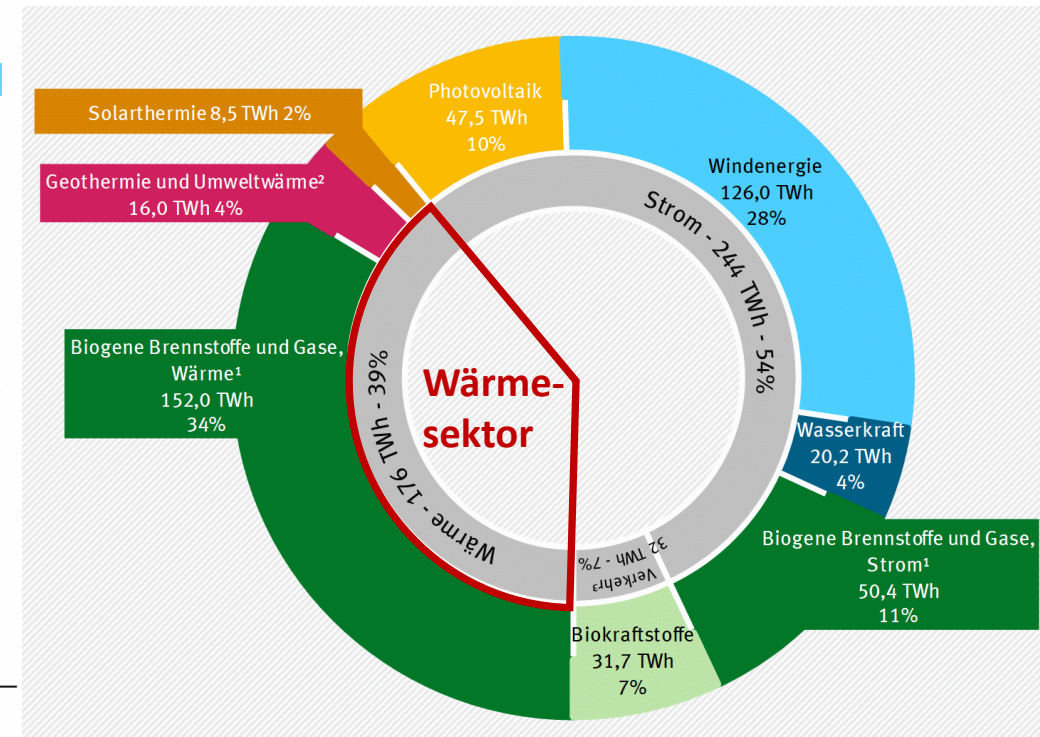 Photovoltaik
47,5 TWh
10%
Solarthermie 8,5 TWh 2%
Geothermie und Umweltwärme²
16,0 TWh 4%
Windenergie
126,0 TWh
28%
Strom - 244 TWh - 54%
Biogene Brennstoffe und Gase,
Wärme¹
152,0 TWh
34%
Wärme - 176 TWh - 39%
Wärme-
sektor
Wasserkraft
20,2 TWh
4%
Biogene Brennstoffe und Gase,
Strom¹
50,4 TWh
11%
Verkehr³
32 TWh - 7%
Biokraftstoffe
31,7 TWh
7%